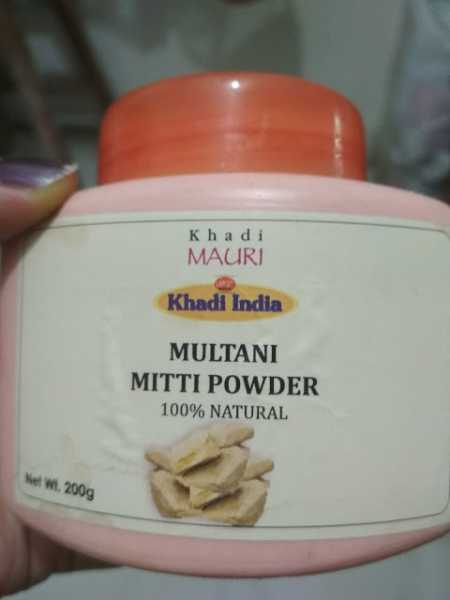 Khadi
MAURI
Khadi India
MULTANI
MITTI POWDER
100% NATURAL
Net Wt. 200g